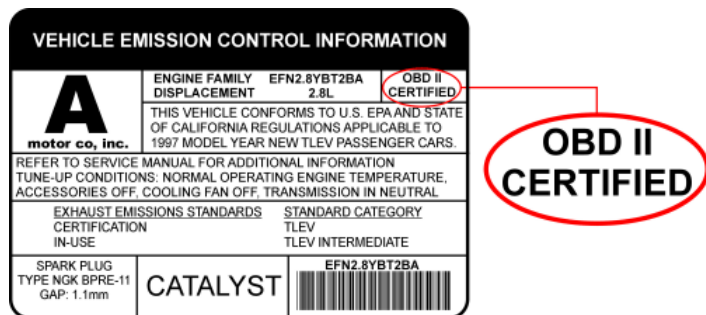 VEHICLE EMISSION CONTROL INFORMATION
A
motor co, inc.
ENGINE FAMILY EFN2.8YBT2BA
DISPLACEMENT 2.8L
OBD II
CERTIFIED
THIS VEHICLE CONFORMS TO U.S. EPA AND STATE
OF CALIFORNIA REGULATIONS APPLICABLE TO
1997 MODEL YEAR NEW TLEV PASSENGER CARS.
REFER TO SERVICE MANUAL FOR ADDITIONAL INFORMATION
TUNE-UP CONDITIONS: NORMAL OPERATING ENGINE TEMPERATURE,
ACCESSORIES OFF, COOLING FAN OFF, TRANSMISSION IN NEUTRAL
EXHAUST EMISSIONS STANDARDS STANDARD CATEGORY
CERTIFICATION TLEV
IN-USE TLEV INTERMEDIATE
SPARK PLUG
TYPE NGK BPRE-11
GAP: 1.1mm
CATALYST
EFN2.8YBT2BA
OBD II
CERTIFIED